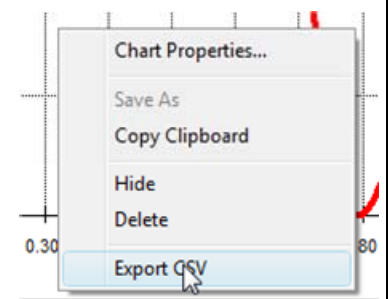 Chart Properties...
Save As
Copy Clipboard
Hide
Delete
0.30
80
Export CSV